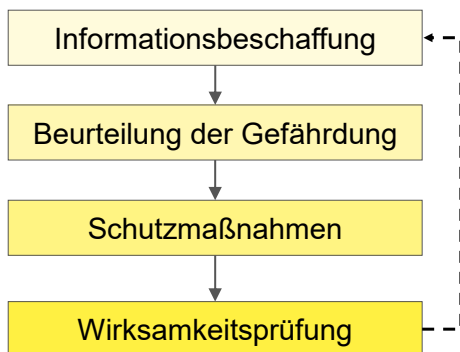 Informationsbeschaffung
Beurteilung der Gefährdung
Schutzmaßnahmen
Wirksamkeitsprüfung